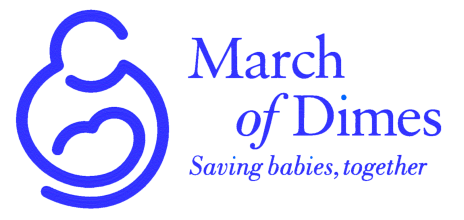 March
of Dimes
Saving babies, together